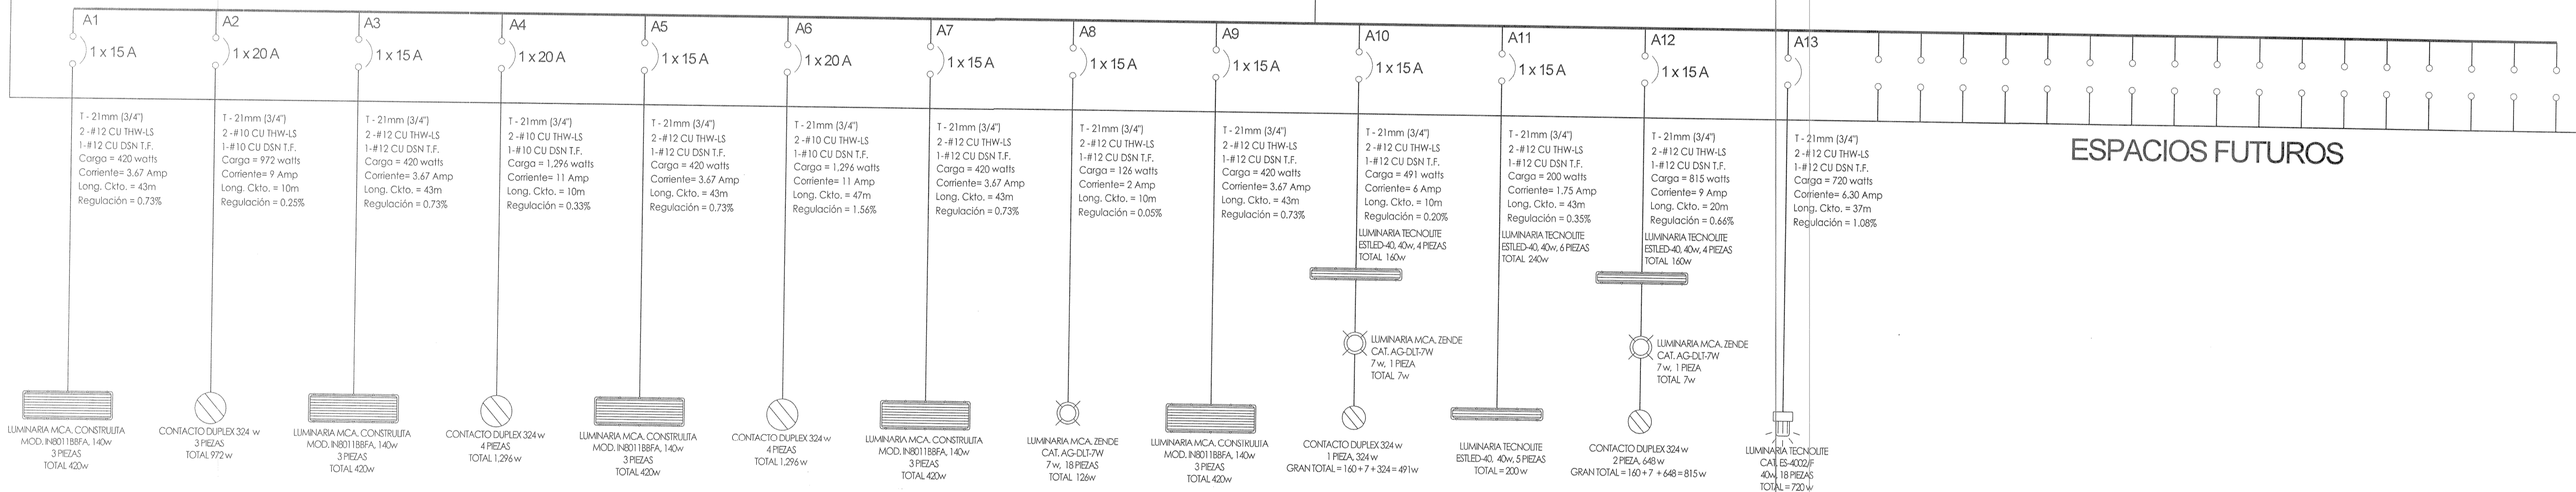 A1
1 x 15 A
T - 21mm (3/4")
2 -#12 CU THW-LS
1-#12 CU DSN T.F.
Carga = 420 watts
Corriente= 3.67 Amp
Long. Ckto. = 43m
Regulación = 0.73%
LUMINARIA MCA. CONSTRULITA
MOD. IN8011BBFA, 140w
3 PIEZAS
TOTAL 420w
A2
1 x 20 A
T - 21mm (3/4")
2 -#10 CU THW-LS
1-#10 CU DSN T.F.
Carga = 972 watts
Corriente= 9 Amp
Long. Ckto. = 10m
Regulación = 0.25%
CONTACTO DUPLEX 324 w
3 PIEZAS
TOTAL 972 w
A3
1 x 15 A
T - 21mm (3/4")
2 -#12 CU THW-LS
1-#12 CU DSN T.F.
Carga = 420 watts
Corriente= 3.67 Amp
Long. Ckto. = 43m
Regulación = 0.73%
LUMINARIA MCA. CONSTRULITA
MOD. IN8011BBFA, 140w
3 PIEZAS
TOTAL 420w
A4
1 x 20 A
T - 21mm (3/4")
2 -#10 CU THW-LS
1-#10 CU DSN T.F.
Carga = 1,296 watts
Corriente= 11 Amp
Long. Ckto. = 10m
Regulación = 0.33%
CONTACTO DUPLEX 324 w
4 PIEZAS
TOTAL 1,296 w
A5
1 x 15 A
T - 21mm (3/4")
2 -#12 CU THW-LS
1-#12 CU DSN T.F.
Carga = 420 watts
Corriente= 3.67 Amp
Long. Ckto. = 43m
Regulación = 0.73%
LUMINARIA MCA. CONSTRULITA
MOD. IN8011BBFA, 140w
3 PIEZAS
TOTAL 420w
A6
1 x 20 A
T - 21mm (3/4")
2 -#10 CU THW-LS
1-#10 CU DSN T.F.
Carga = 1,296 watts
Corriente= 11 Amp
Long. Ckto. = 47m
Regulación = 1.56%
CONTACTO DUPLEX 324 w
4 PIEZAS
TOTAL 1,296 w
A7
1 x 15 A
T - 21mm (3/4")
2 -#12 CU THW-LS
1-#12 CU DSN T.F.
Carga = 420 watts
Corriente= 3.67 Amp
Long. Ckto. = 43m
Regulación = 0.73%
LUMINARIA MCA. CONSTRULITA
MOD. IN8011BBFA, 140w
3 PIEZAS
TOTAL 420w
A8
1 x 15 A
T - 21mm (3/4")
2 -#12 CU THW-LS
1-#12 CU DSN T.F.
Carga = 126 watts
Corriente= 2 Amp
Long. Ckto. = 10m
Regulación = 0.05%
LUMINARIA MCA. ZENDE
CAT. AG-DLT-7W
7 w, 18 PIEZAS
TOTAL 126w
A9
1 x 15 A
T - 21mm (3/4")
2 -#12 CU THW-LS
1-#12 CU DSN T.F.
Carga = 420 watts
Corriente= 3.67 Amp
Long. Ckto. = 43m
Regulación = 0.73%
LUMINARIA MCA. CONSTRULITA
MOD. IN8011BBFA, 140w
3 PIEZAS
TOTAL 420w
A10
1 x 15 A
T - 21mm (3/4")
2 -#12 CU THW-LS
1-#12 CU DSN T.F.
Carga = 491 watts
Corriente= 6 Amp
Long. Ckto. = 10m
Regulación = 0.20%
LUMINARIA TECNOLITE
ESTLED-40, 40w, 4 PIEZAS
TOTAL 160w
LUMINARIA MCA. ZENDE
CAT. AG-DLT-7W
7 w, 1 PIEZA
TOTAL 7w
CONTACTO DUPLEX 324 w
1 PIEZA, 324 w
GRAN TOTAL = 160 + 7 + 324 = 491w
A11
1 x 15 A
T - 21mm (3/4")
2 -#12 CU THW-LS
1-#12 CU DSN T.F.
Carga = 200 watts
Corriente= 1.75 Amp
Long. Ckto. = 43m
Regulación = 0.35%
LUMINARIA TECNOLITE
ESTLED-40, 40w, 6 PIEZAS
TOTAL 240w
LUMINARIA TECNOLITE
ESTLED-40, 40w, 5 PIEZAS
TOTAL = 200 w
A12
1 x 15 A
T - 21mm (3/4")
2 -#12 CU THW-LS
1-#12 CU DSN T.F.
Carga = 815 watts
Corriente= 9 Amp
Long. Ckto. = 20m
Regulación = 0.66%
LUMINARIA TECNOLITE
ESTLED-40, 40w, 4 PIEZAS
TOTAL 160w
LUMINARIA MCA. ZENDE
CAT. AG-DLT-7W
7 w, 1 PIEZA
TOTAL 7w
CONTACTO DUPLEX 324 w
2 PIEZA, 648 w
GRAN TOTAL = 160 + 7 + 648 = 815 w
A13
T - 21mm (3/4")
2 -#12 CU THW-LS
1-#12 CU DSN T.F.
Carga = 720 watts
Corriente= 6.30 Amp
Long. Ckto. = 37m
Regulación = 1.08%
LUMINARIA TECNOLITE
CAT. ES-4002/F
40w, 18 PIEZAS
TOTAL = 720 w
ESPACIOS FUTUROS